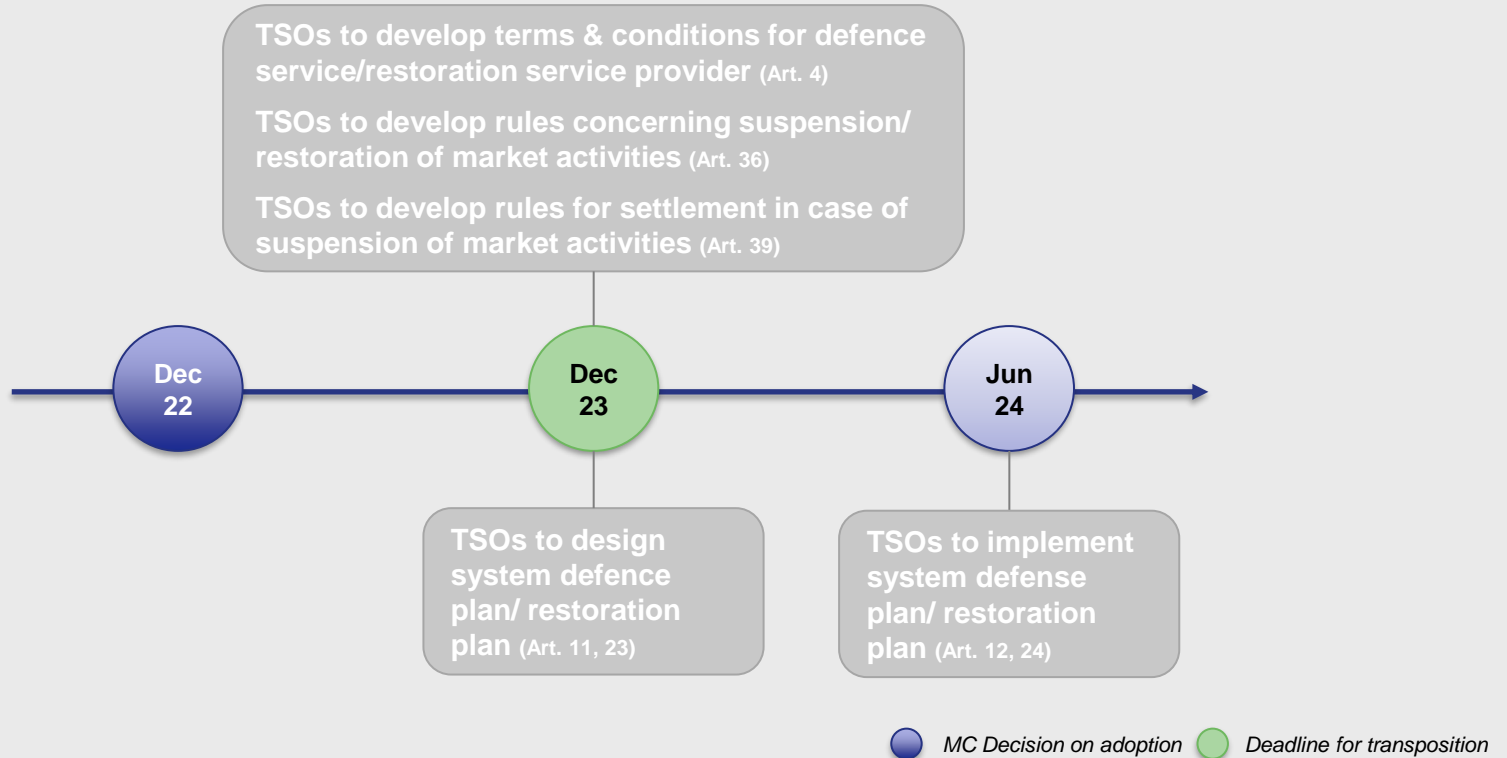 TSOs to develop terms & conditions for defence
service/restoration service provider (Art. 4)
TSOs to develop rules concerning suspension/
restoration of market activities (Art. 36)
TSOs to develop rules for settlement in case of
suspension of market activities (Art. 39)
Dec
22
Dec
23
Jun
24
TSOs to design
system defence
plan/ restoration
plan (Art. 11, 23)
TSOs to implement
system defense
plan/ restoration
plan (Art. 12, 24)
MC Decision on adoption
Deadline for transposition